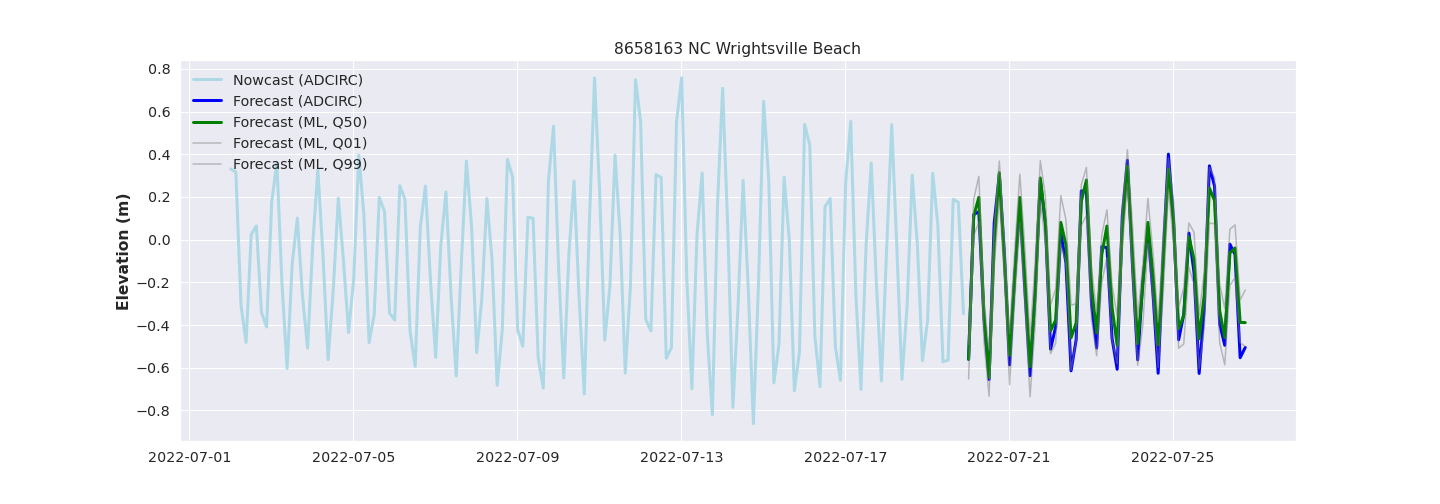 8658163 NC Wrightsville Beach
Nowcast (ADCIRC)
Forecast (ADCIRC)
Forecast (ML, Q50)
Forecast (ML, Q01)
Forecast (ML, Q99)
Elevation (m)
0.8
0.6
0.4
0.2
0.0
−0.2
−0.4
−0.6
−0.8
2022-07-01 2022-07-05 2022-07-09 2022-07-13 2022-07-17 2022-07-21 2022-07-25